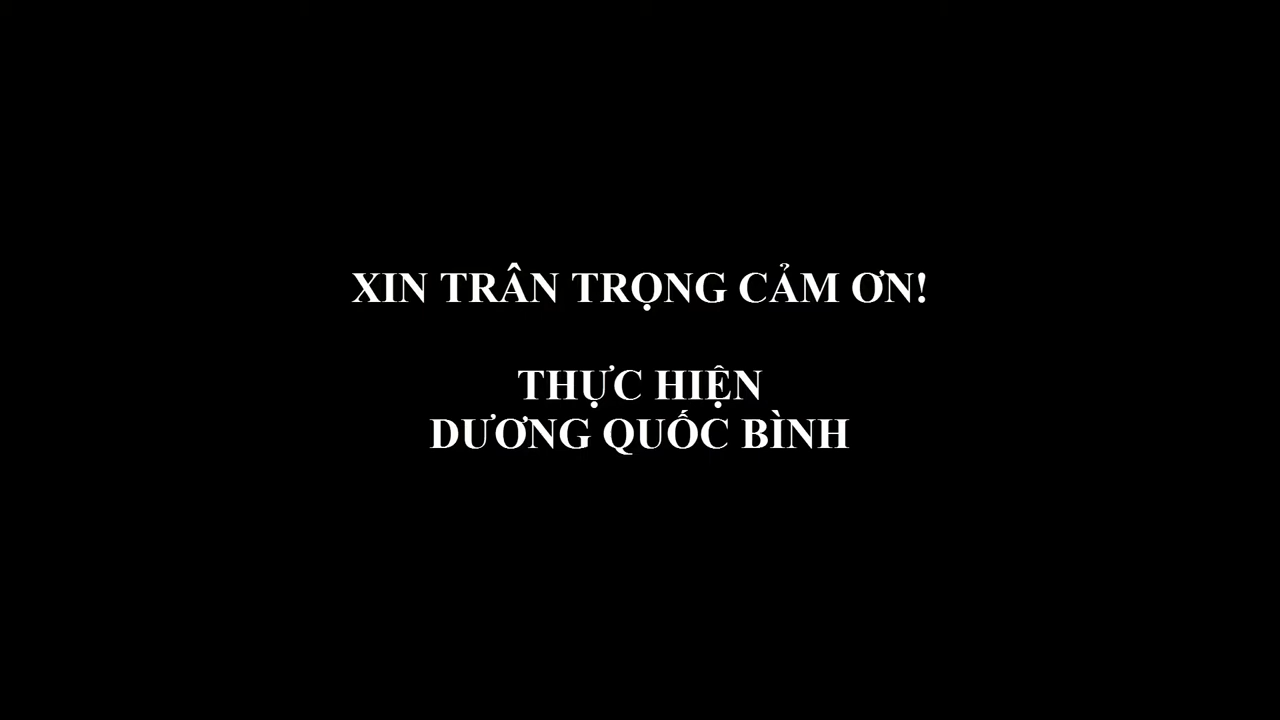 XIN TRÂN TRỌNG CẢM ƠN!
THỰC HIỆN
DƯƠNG QUỐC BÌNH